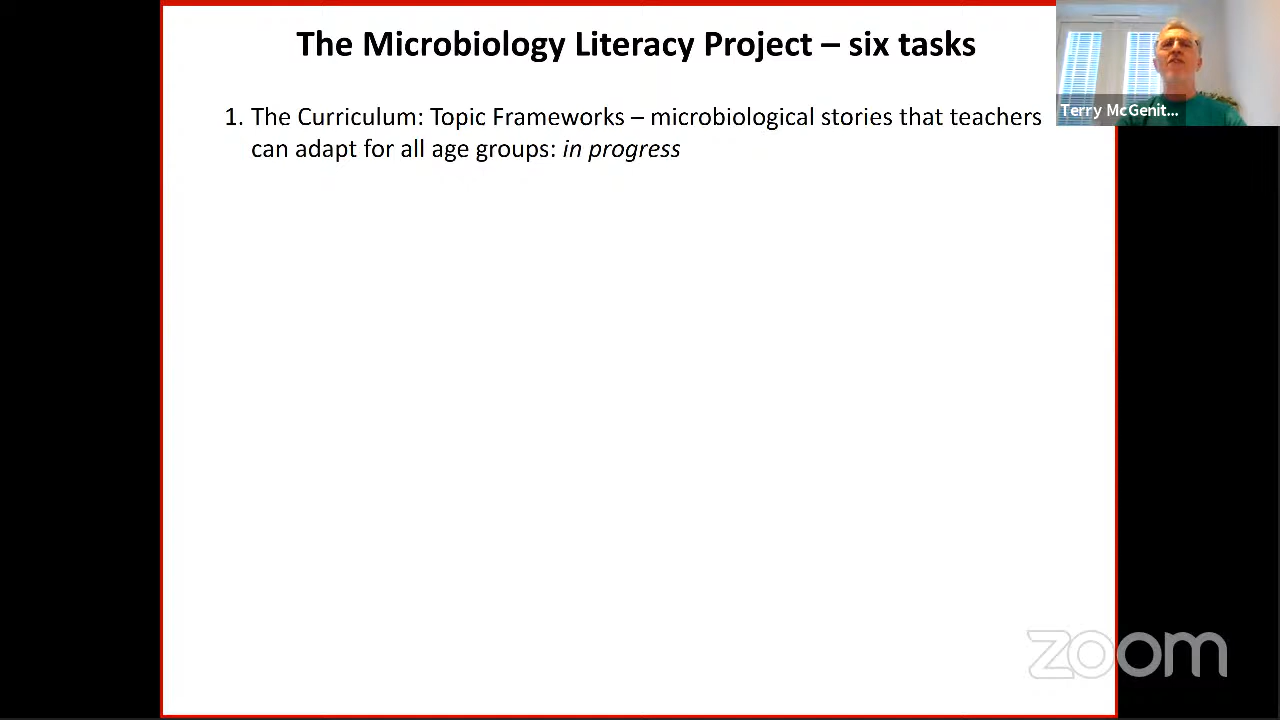 The Microbiology Literacy Project – six tasks
1. The Curriculum: Topic Frameworks – microbiological stories that teachers
can adapt for all age groups: in progress
Terry McGenit...
zoom